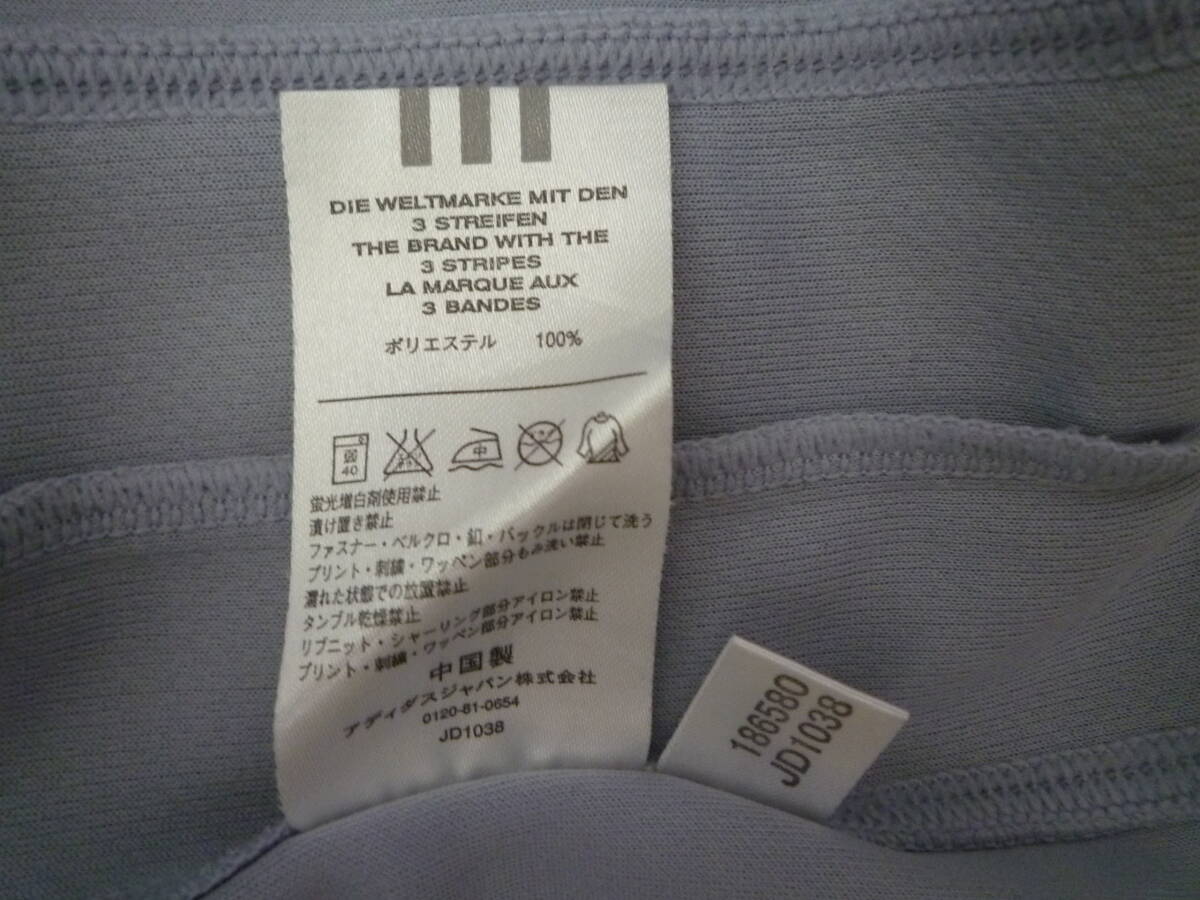 DIE WELTMARKE MIT DEN
3 STREIFEN
THE BRAND WITH THE
3 STRIPES
LA MARQUE AUX
3 BANDES
ポリエステル 100%
弱
40
中
蛍光増白剤使用禁止
漬け置き禁止
ファスナー・ベルクロ・釦・バックルは閉じて洗う
プリント・刺繍・ワッペン部分もみ洗い禁止
濡れた状態での放置禁止
タンブル乾燥禁止
リブニット・シャーリング部分アイロン禁止
プリント・刺繍・ワッペン部分アイロン禁止
中国製
アディダスジャパン株式会社
0120-81-0654
JD1038
186580
JD1038